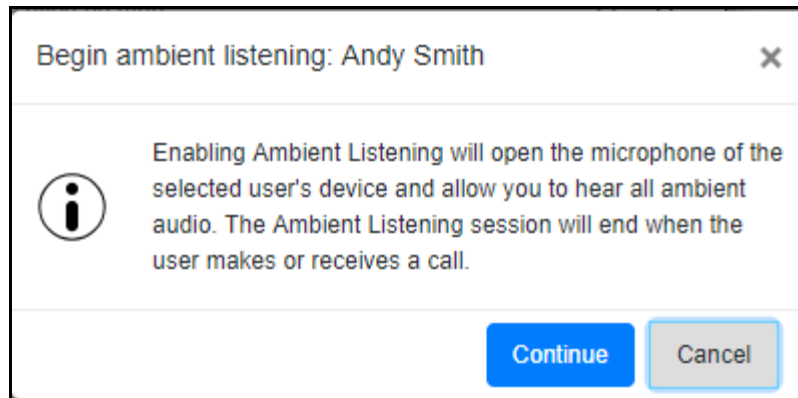 Begin ambient listening: Andy Smith
×
Enabling Ambient Listening will open the microphone of the
selected user's device and allow you to hear all ambient
audio. The Ambient Listening session will end when the
user makes or receives a call.
Continue
Cancel